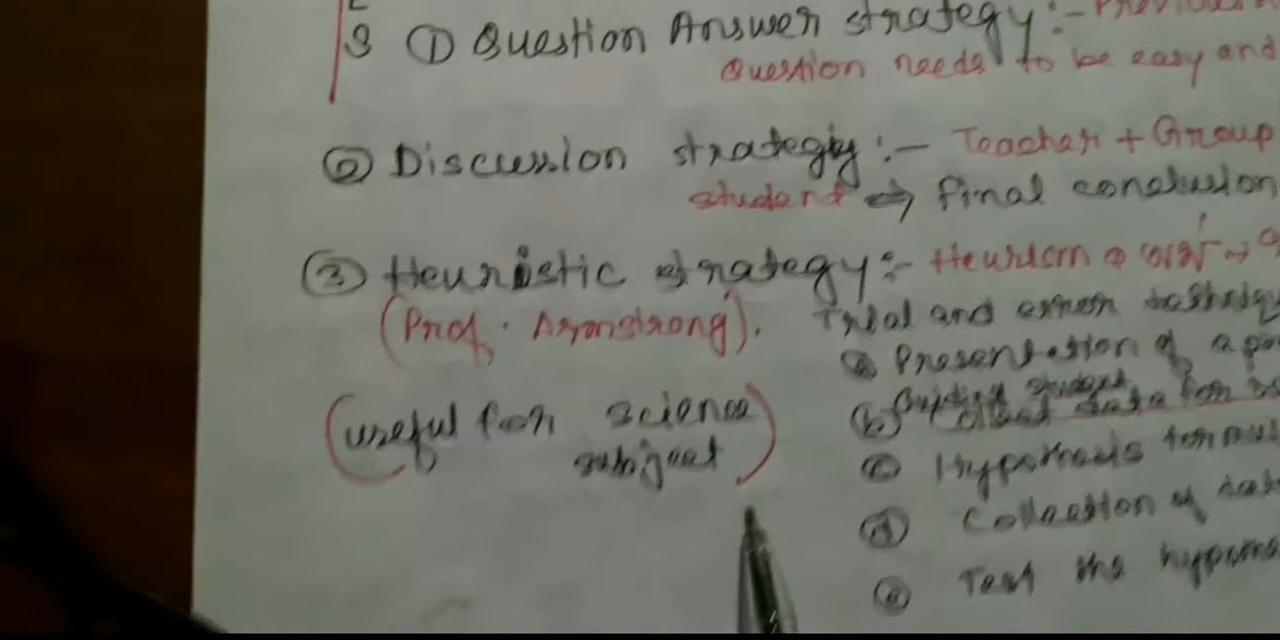 ① Question Answer strategy :-
Question needs to be easy and
② Discussion strategy :- Teacher + Group
student ⇒ final conclusion
③ Heuristic strategy :- Heurism
(Prof. Armstrong). Trial and error
ⓐ Presentation of a
(useful for science ⓑ data for
subject) ⓒ Hypothesis
ⓓ Collection of
ⓔ Test the